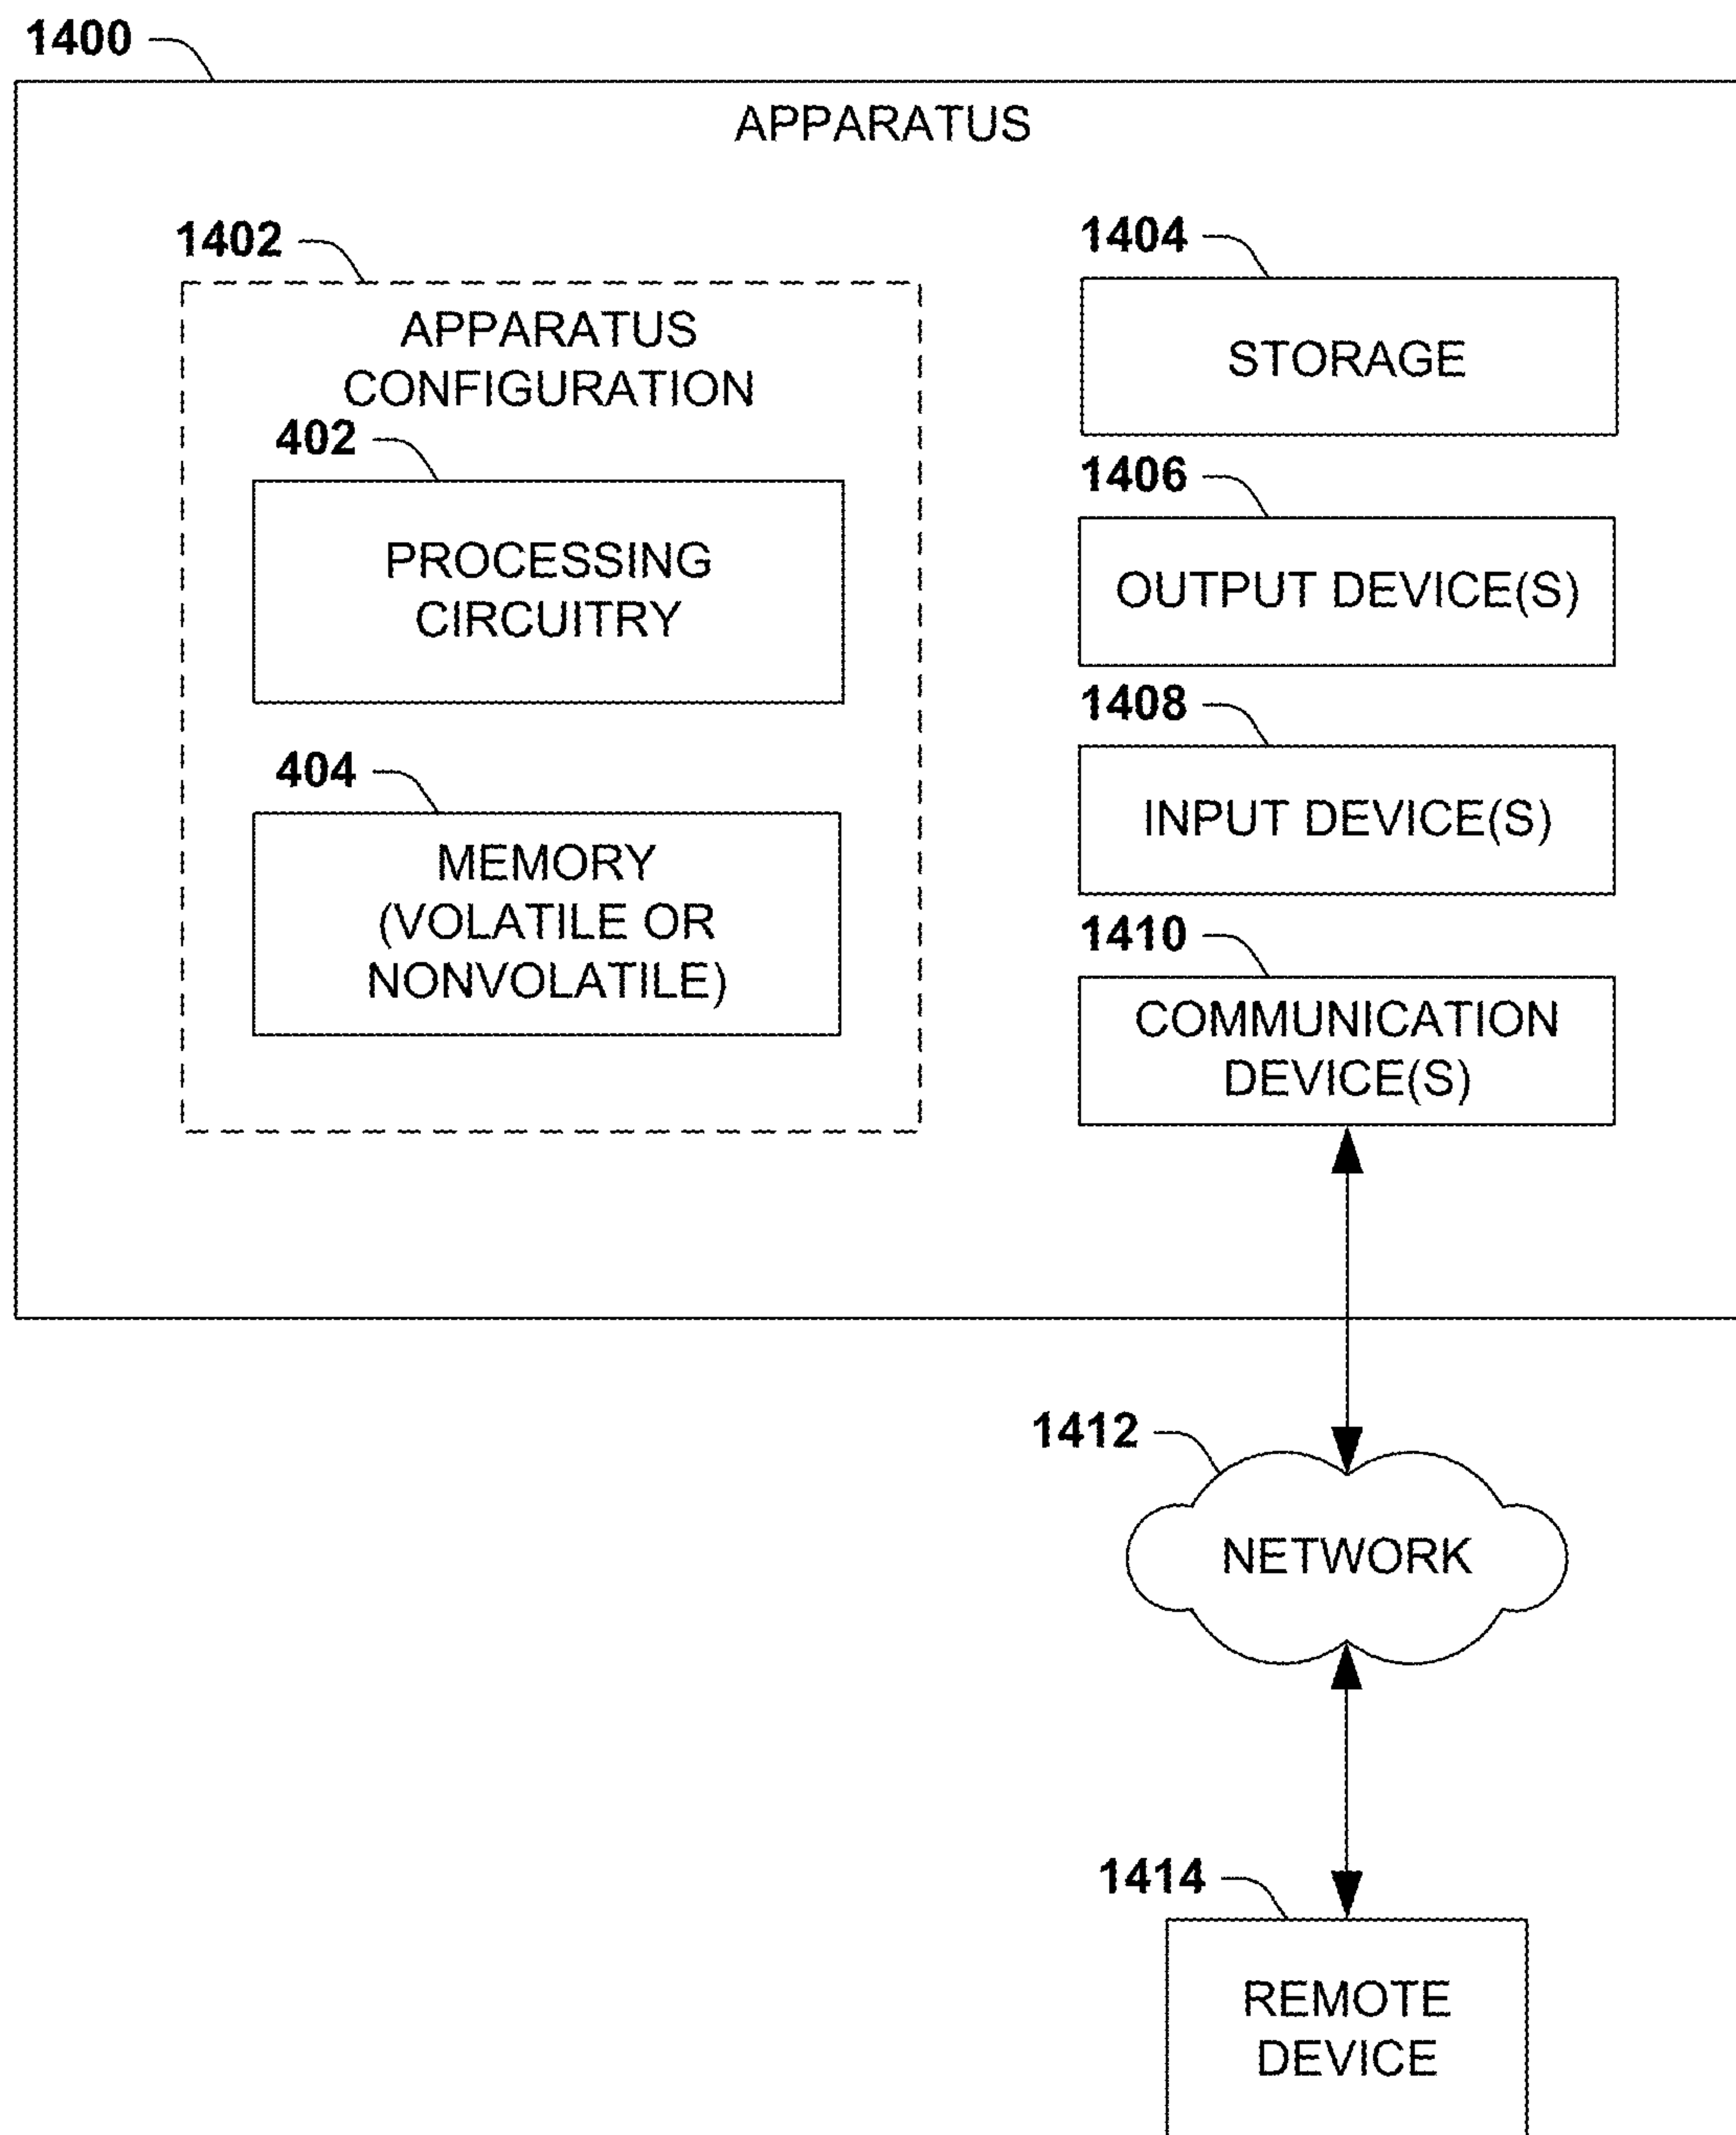 1400
APPARATUS
1402
APPARATUS
CONFIGURATION
402
PROCESSING
CIRCUITRY
404
MEMORY
(VOLATILE OR
NONVOLATILE)
1404
STORAGE
1406
OUTPUT DEVICE(S)
1408
INPUT DEVICE(S)
1410
COMMUNICATION
DEVICE(S)
1412
NETWORK
1414
REMOTE
DEVICE